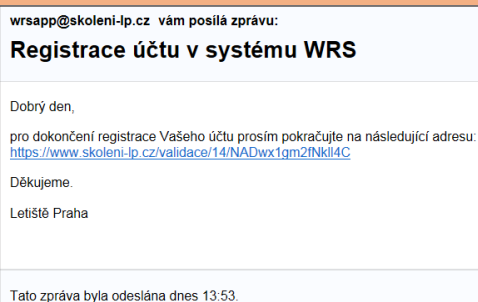 wrsapp@skoleni-lp.cz vám posílá zprávu:
Registrace účtu v systému WRS
Dobrý den,
pro dokončení registrace Vašeho účtu prosím pokračujte na následující adresu:
https://www.skoleni-lp.cz/validace/14/NADwx1gm2fNkll4C
Děkujeme.
Letiště Praha
Tato zpráva byla odeslána dnes 13:53.